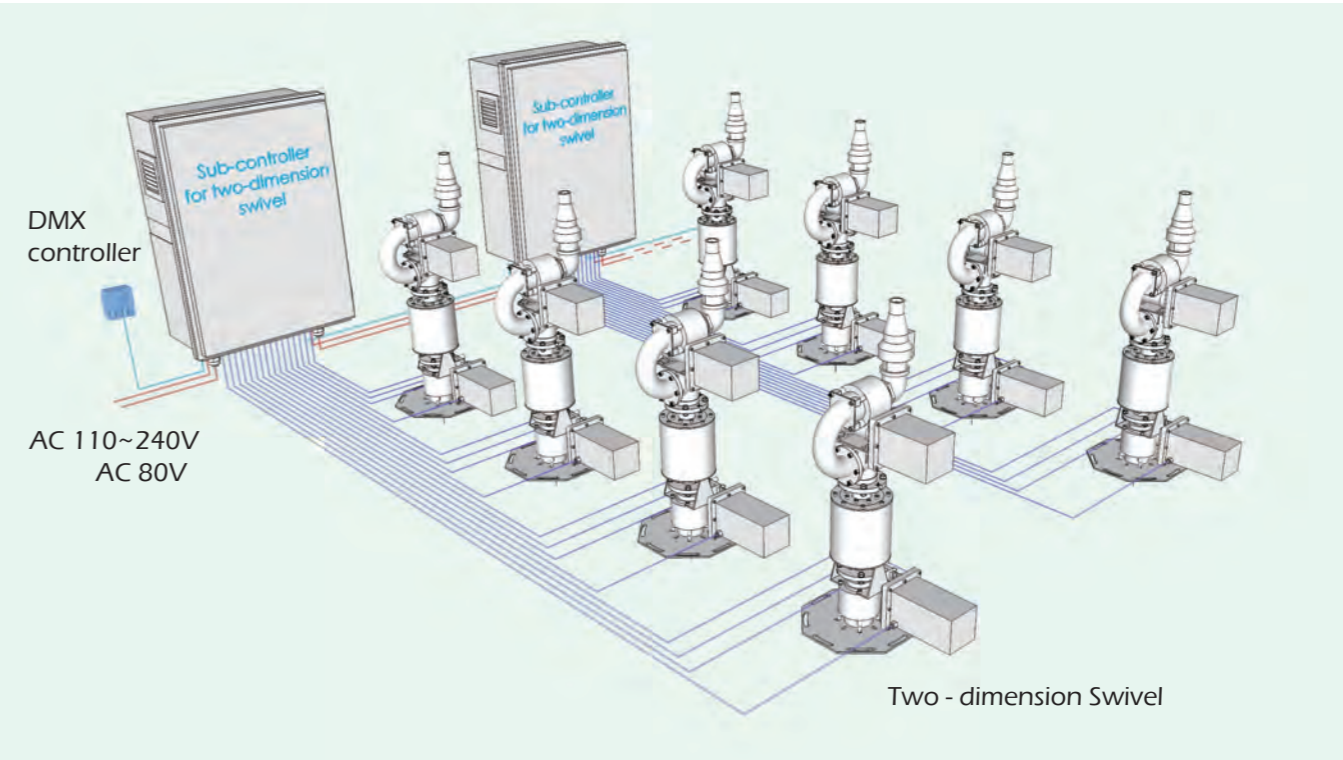 Sub-controller
for two-dimension
swivel
Sub-controller
for two-dimension
swivel
DMX
controller
AC 110~240V
AC 80V
Two - dimension Swivel